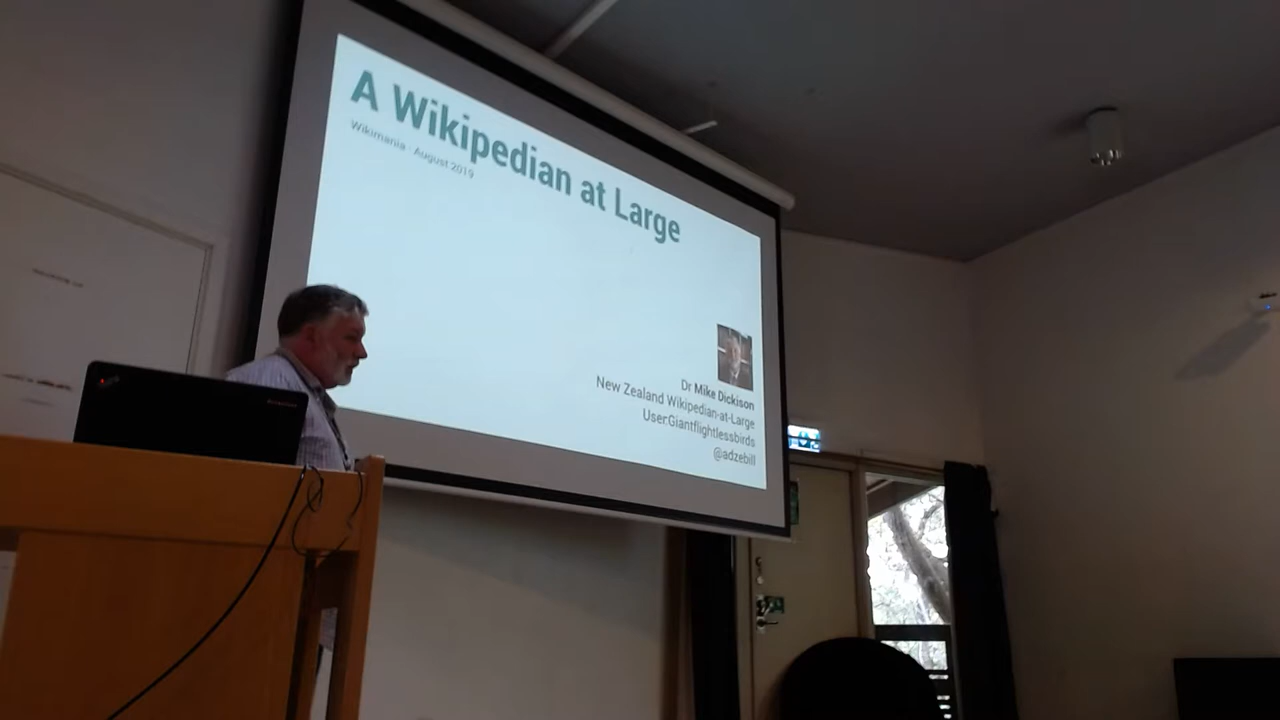 A Wikipedian at Large
Wikimania · August 2019
Dr Mike Dickison
New Zealand Wikipedian-at-Large
User:Giantflightlessbirds
@adzebill